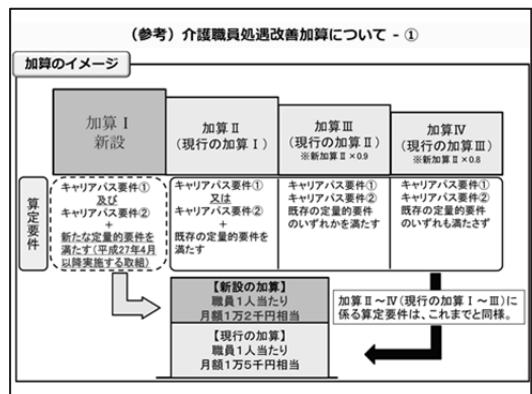 (参考)介護職員処遇改善加算について - ①
加算のイメージ
加算Ⅰ
新設
加算Ⅱ
(現行の加算Ⅰ)
加算Ⅲ
(現行の加算Ⅱ)
※新加算Ⅱ×0.9
加算Ⅳ
(現行の加算Ⅲ)
※新加算Ⅱ×0.8
算定要件
キャリアパス要件①
及び
キャリアパス要件②
+
新たな定量的要件を
満たす(平成27年4月
以降実施する取組)
キャリアパス要件①
又は
キャリアパス要件②
+
既存の定量的要件を
満たす
キャリアパス要件①
キャリアパス要件②
既存の定量的要件
のいずれかを満たす
キャリアパス要件①
キャリアパス要件②
既存の定量的要件
のいずれも満たさず
【新設の加算】
職員1人当たり
月額1万2千円相当
【現行の加算】
職員1人当たり
月額1万5千円相当
加算Ⅱ~Ⅳ(現行の加算Ⅰ~Ⅲ)に
係る算定要件は、これまでと同様。